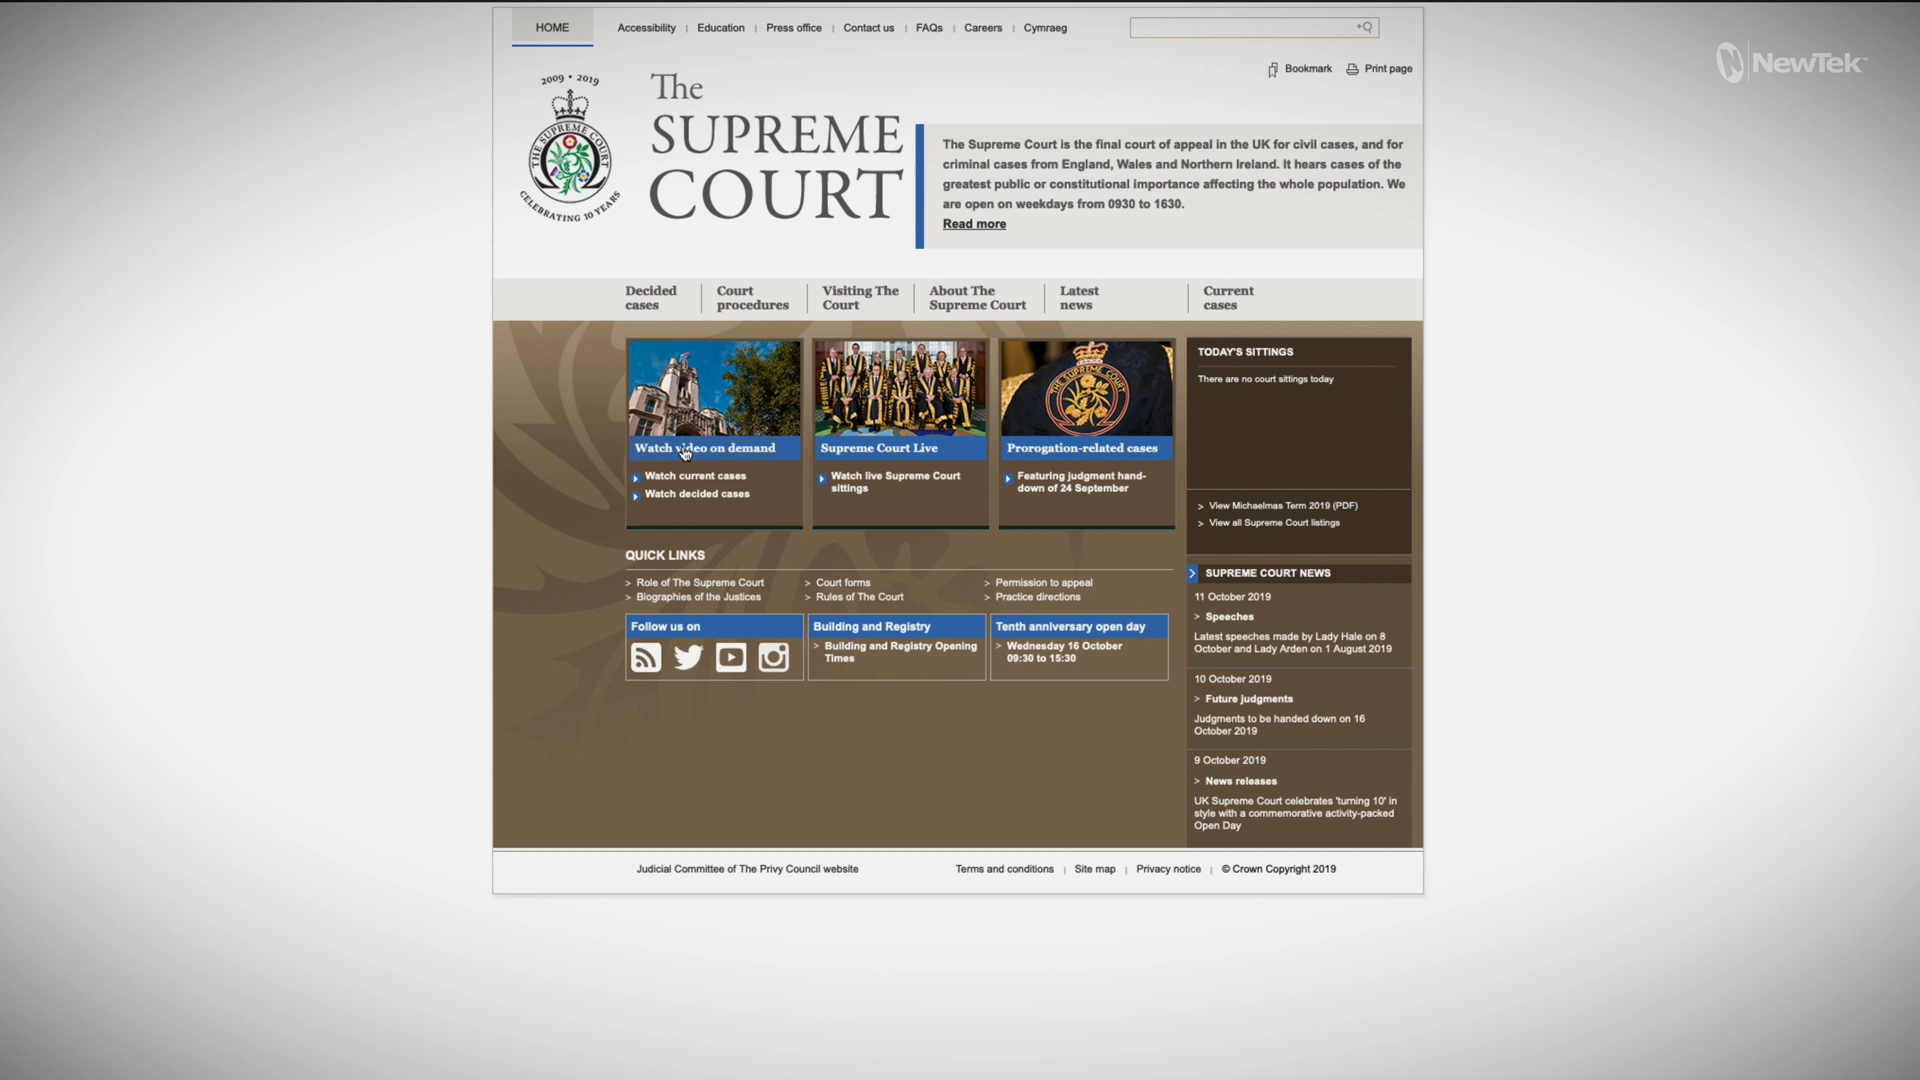 HOME
Accessibility | Education | Press office | Contact us | FAQs | Careers | Cymraeg
NewTek™
Bookmark
Print page
2009 • 2019
THE SUPREME COURT
CELEBRATING 10 YEARS
The
SUPREME
COURT
The Supreme Court is the final court of appeal in the UK for civil cases, and for
criminal cases from England, Wales and Northern Ireland. It hears cases of the
greatest public or constitutional importance affecting the whole population. We
are open on weekdays from 0930 to 1630.
Read more
Decided
cases
Court
procedures
Visiting The
Court
About The
Supreme Court
Latest
news
Current
cases
Watch video on demand
Watch current cases
Watch decided cases
Supreme Court Live
Watch live Supreme Court
sittings
THE SUPREME COURT
Prorogation-related cases
Featuring judgment hand-
down of 24 September
TODAY'S SITTINGS
There are no court sittings today
> View Michaelmas Term 2019 (PDF)
> View all Supreme Court listings
QUICK LINKS
> Role of The Supreme Court
> Biographies of the Justices
> Court forms
> Rules of The Court
> Permission to appeal
> Practice directions
Follow us on
Building and Registry
> Building and Registry Opening
Times
Tenth anniversary open day
> Wednesday 16 October
09:30 to 15:30
SUPREME COURT NEWS
11 October 2019
> Speeches
Latest speeches made by Lady Hale on 8
October and Lady Arden on 1 August 2019
10 October 2019
> Future judgments
Judgments to be handed down on 16
October 2019
9 October 2019
> News releases
UK Supreme Court celebrates 'turning 10' in
style with a commemorative activity-packed
Open Day
Judicial Committee of The Privy Council website
Terms and conditions | Site map | Privacy notice | © Crown Copyright 2019